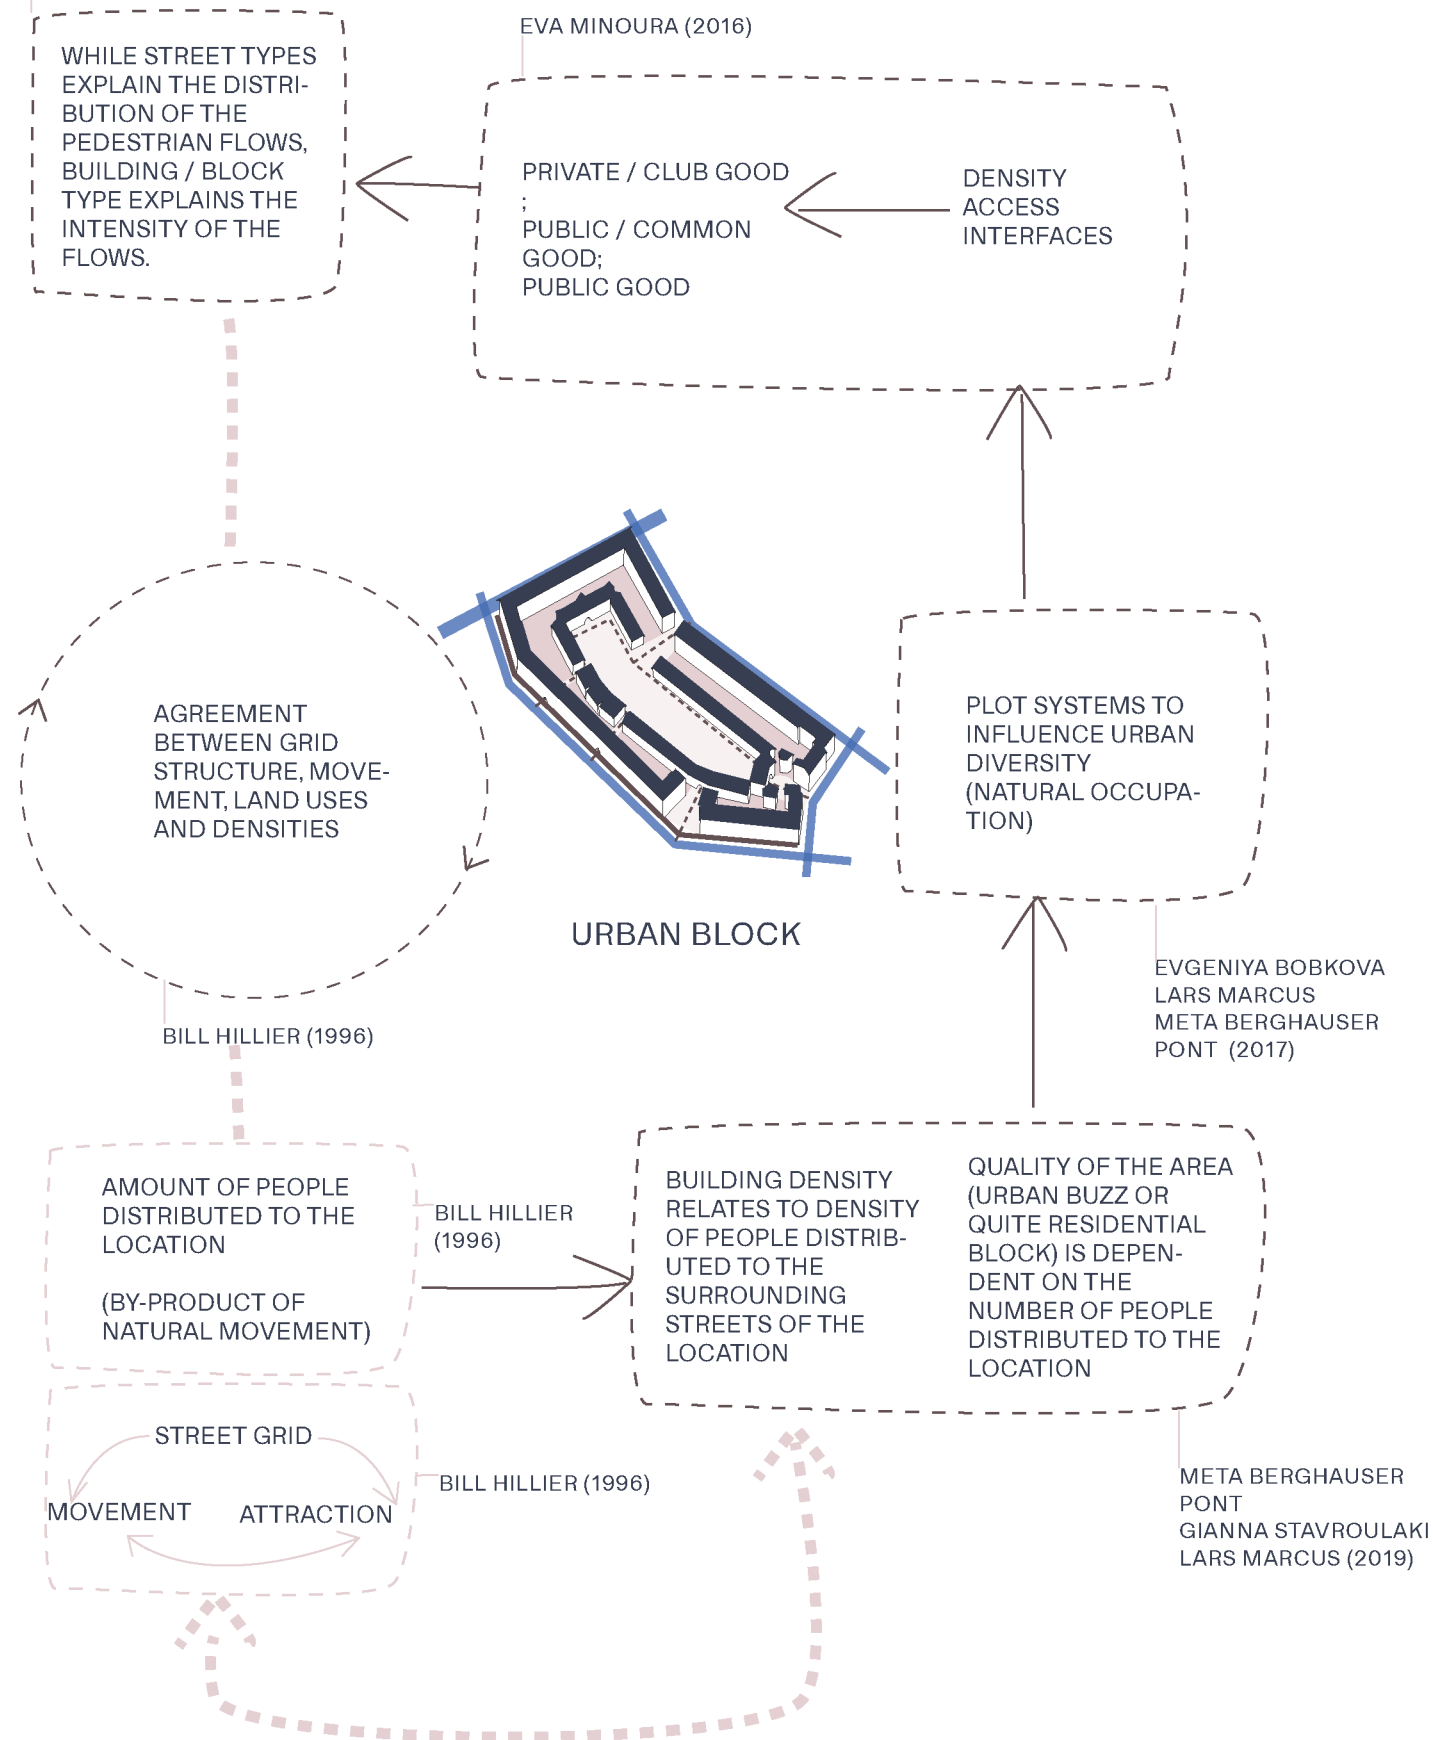 WHILE STREET TYPES
EXPLAIN THE DISTRI-
BUTION OF THE
PEDESTRIAN FLOWS,
BUILDING / BLOCK
TYPE EXPLAINS THE
INTENSITY OF THE
FLOWS.
EVA MINOURA (2016)
PRIVATE / CLUB GOOD
;
PUBLIC / COMMON
GOOD;
PUBLIC GOOD
DENSITY
ACCESS
INTERFACES
AGREEMENT
BETWEEN GRID
STRUCTURE, MOVE-
MENT, LAND USES
AND DENSITIES
BILL HILLIER (1996)
URBAN BLOCK
PLOT SYSTEMS TO
INFLUENCE URBAN
DIVERSITY
(NATURAL OCCUPA-
TION)
EVGENIYA BOBKOVA
LARS MARCUS
META BERGHAUSER
PONT (2017)
AMOUNT OF PEOPLE
DISTRIBUTED TO THE
LOCATION
(BY-PRODUCT OF
NATURAL MOVEMENT)
BILL HILLIER
(1996)
BUILDING DENSITY
RELATES TO DENSITY
OF PEOPLE DISTRIB-
UTED TO THE
SURROUNDING
STREETS OF THE
LOCATION
QUALITY OF THE AREA
(URBAN BUZZ OR
QUITE RESIDENTIAL
BLOCK) IS DEPEN-
DENT ON THE
NUMBER OF PEOPLE
DISTRIBUTED TO THE
LOCATION
STREET GRID
MOVEMENT
ATTRACTION
BILL HILLIER (1996)
META BERGHAUSER
PONT
GIANNA STAVROULAKI
LARS MARCUS (2019)